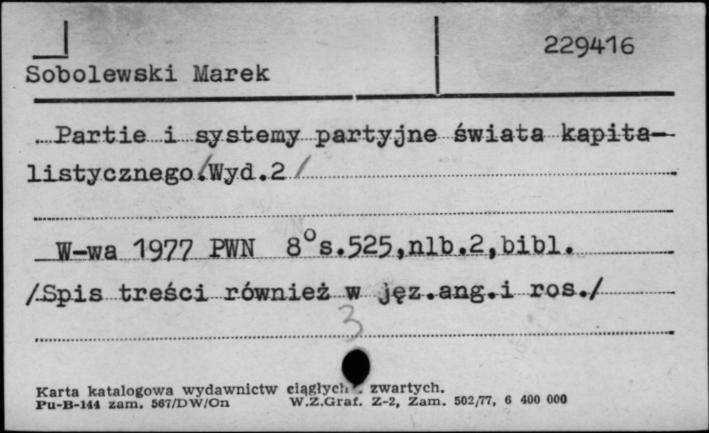 229416
Sobolewski Marek
Partie i systemy partyjne świata kapita-
listycznego./Wyd.2/
W-wa 1977 PWN 8° s.525,nlb.2,bibl.
/Spis treści również w jęz.ang.i ros./
3
Karta katalogowa wydawnictw ciągłych zwartych.
Pu-B-144 zam. 567/DW/On W.Z.Graf. Z-2, Zam. 502/77, 6 400 000